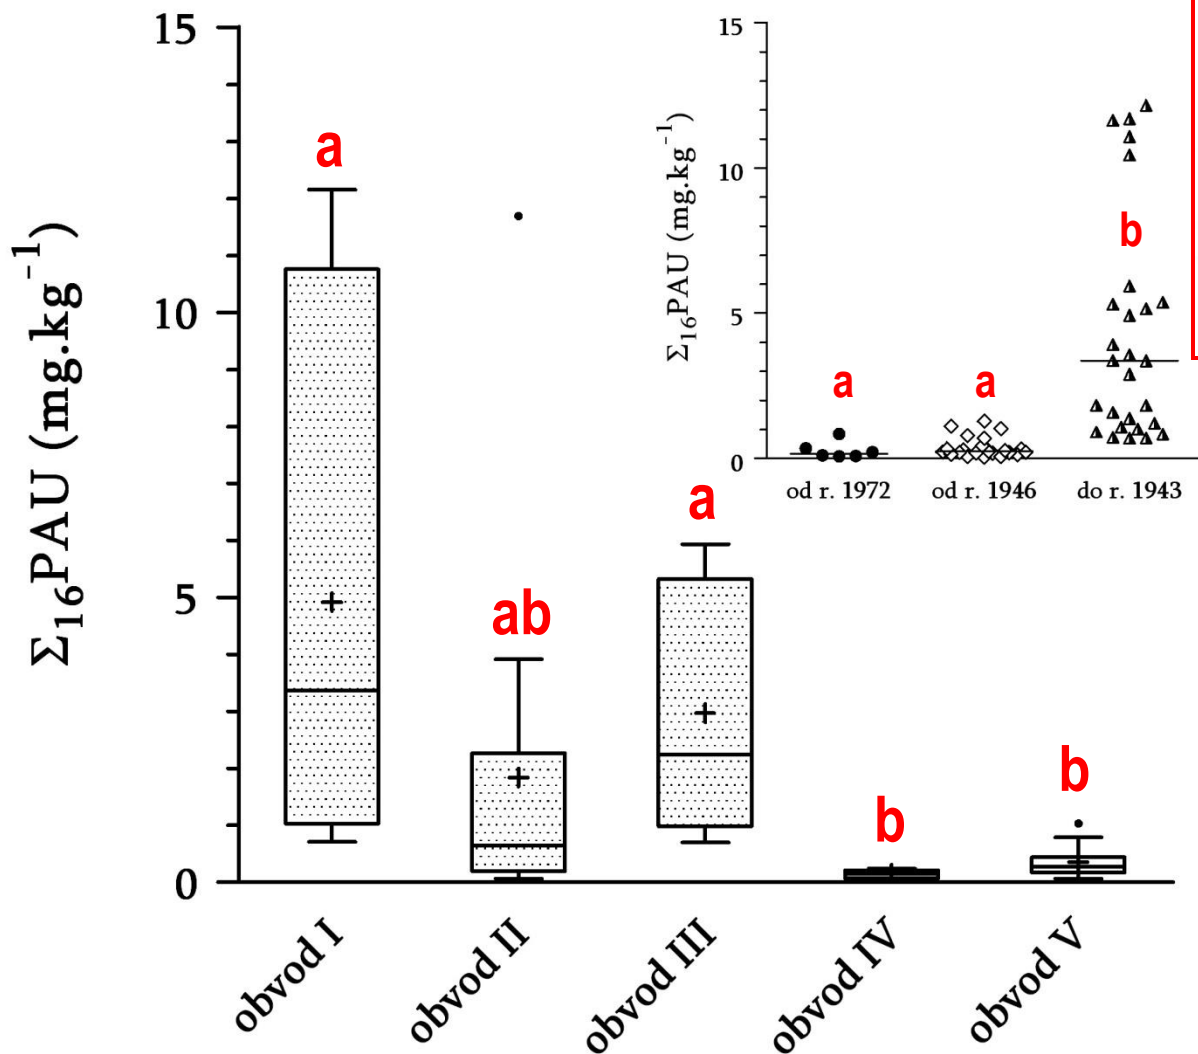 Σ₁₆PAU (mg.kg⁻¹)
15
10
5
0
a
ab
a
b
b
obvod I
obvod II
obvod III
obvod IV
obvod V
Σ₁₆PAU (mg.kg⁻¹)
15
10
5
0
a
a
b
od r. 1972
od r. 1946
do r. 1943